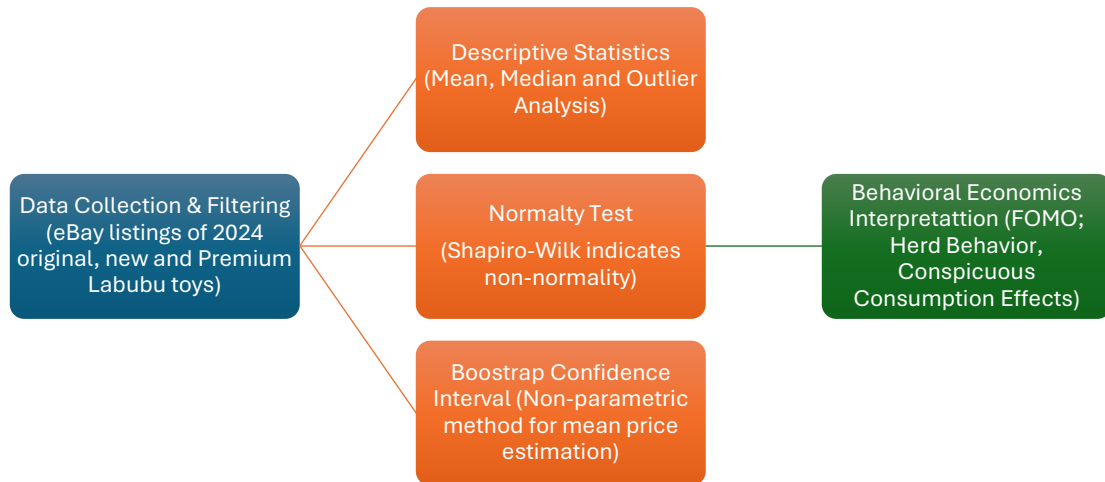 Data Collection & Filtering
(eBay listings of 2024
original, new and Premium
Labubu toys)
Descriptive Statistics
(Mean, Median and Outlier
Analysis)
Normalty Test
(Shapiro-Wilk indicates
non-normality)
Boostrap Confidence
Interval (Non-parametric
method for mean price
estimation)
Behavioral Economics
Interpretattion (FOMO;
Herd Behavior,
Conspicuous
Consumption Effects)